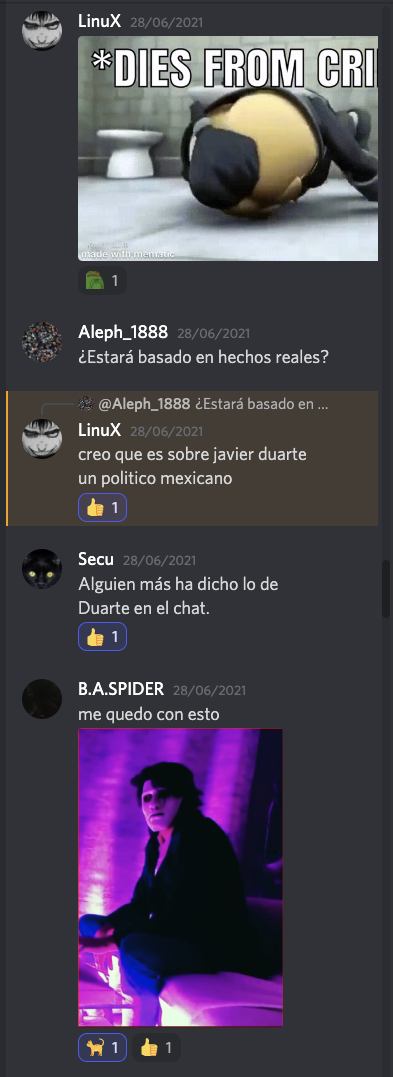 LinuX 28/06/2021
*DIES FROM CRI
made with mematic
1
Aleph_1888 28/06/2021
¿Estará basado en hechos reales?
@Aleph_1888 ¿Estará basado en ...
LinuX 28/06/2021
creo que es sobre javier duarte
un politico mexicano
1
Secu 28/06/2021
Alguien más ha dicho lo de
Duarte en el chat.
1
B.A.SPIDER 28/06/2021
me quedo con esto
1 1